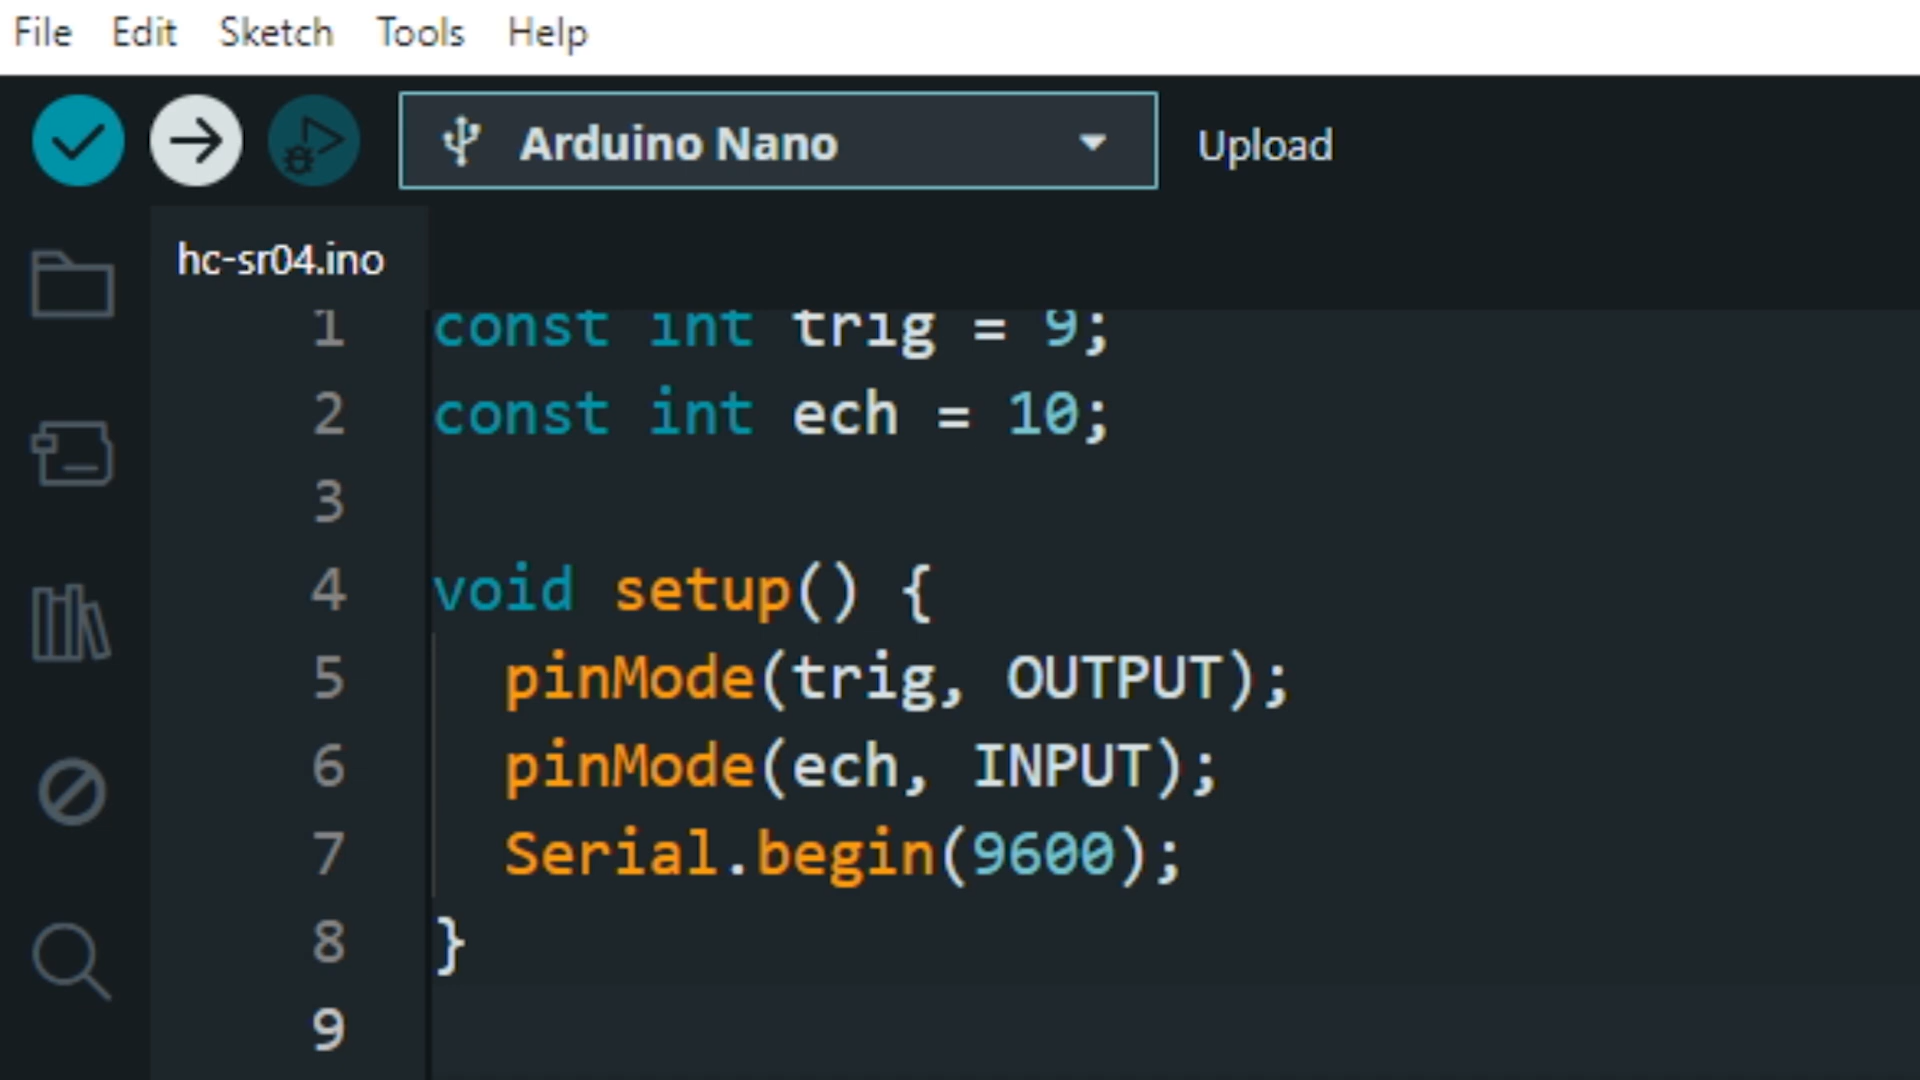 File Edit Sketch Tools Help
Arduino Nano Upload
hc-sr04.ino
1 const int trig = 9;
2 const int ech = 10;
3
4 void setup() {
5 pinMode(trig, OUTPUT);
6 pinMode(ech, INPUT);
7 Serial.begin(9600);
8 }
9